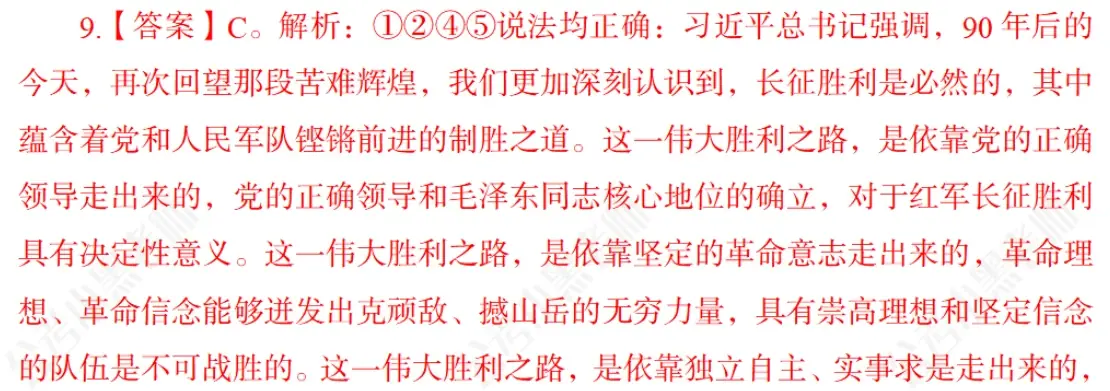 9.【答案】C。解析：①②④⑤说法均正确：习近平总书记强调，90 年后的
今天，再次回望那段苦难辉煌，我们更加深刻认识到，长征胜利是必然的，其中
蕴含着党和人民军队铿锵前进的制胜之道。这一伟大胜利之路，是依靠党的正确
领导走出来的，党的正确领导和毛泽东同志核心地位的确立，对于红军长征胜利
具有决定性意义。这一伟大胜利之路，是依靠坚定的革命意志走出来的，革命理
想、革命信念能够迸发出克顽敌、撼山岳的无穷力量，具有崇高理想和坚定信念
的队伍是不可战胜的。这一伟大胜利之路，是依靠独立自主、实事求是走出来的，